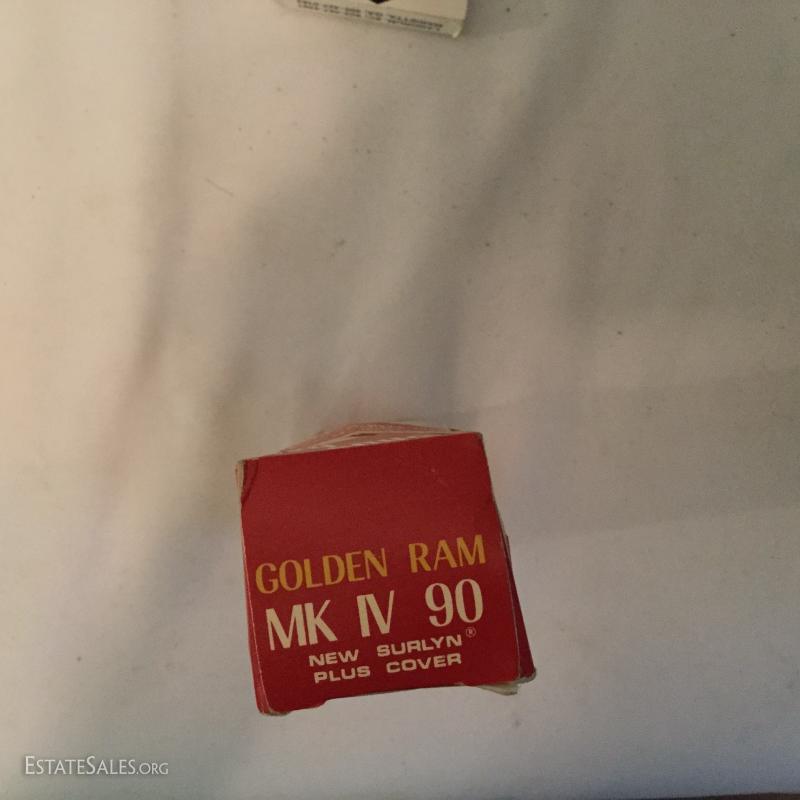 GOLDEN RAM
MK IV 90
NEW SURLYN®
PLUS COVER
ESTATESALES.ORG